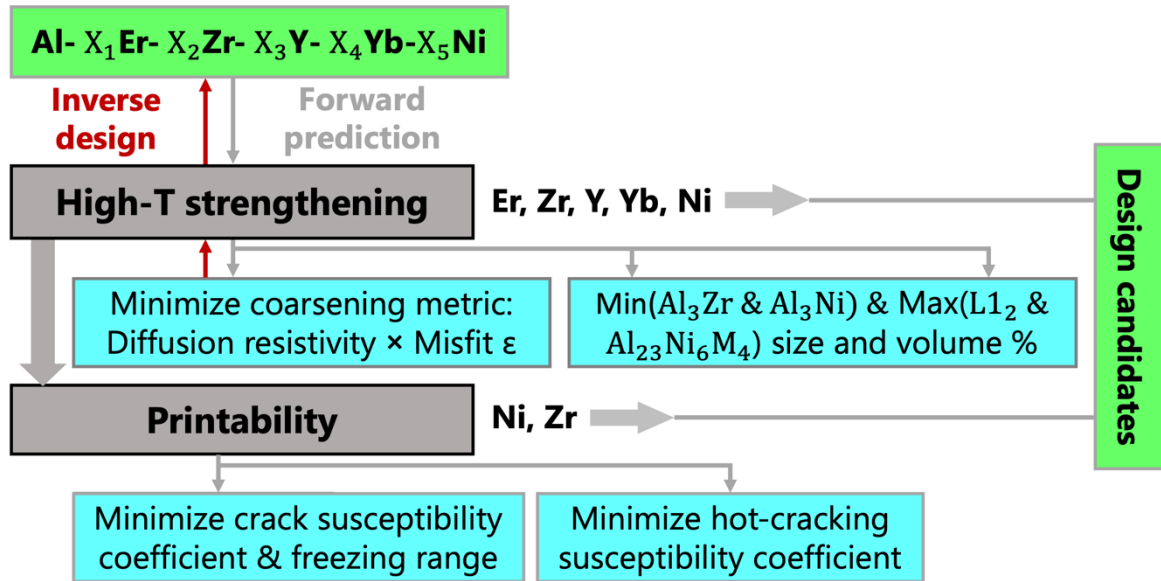 Al- X₁Er- X₂Zr- X₃Y- X₄Yb-X₅Ni
Inverse
design
Forward
prediction
High-T strengthening
Er, Zr, Y, Yb, Ni
Minimize coarsening metric:
Diffusion resistivity × Misfit ε
Min(Al₃Zr & Al₃Ni) & Max(L1₂ &
Al₂₃Ni₆M₄) size and volume %
Printability
Ni, Zr
Minimize crack susceptibility
coefficient & freezing range
Minimize hot-cracking
susceptibility coefficient
Design candidates